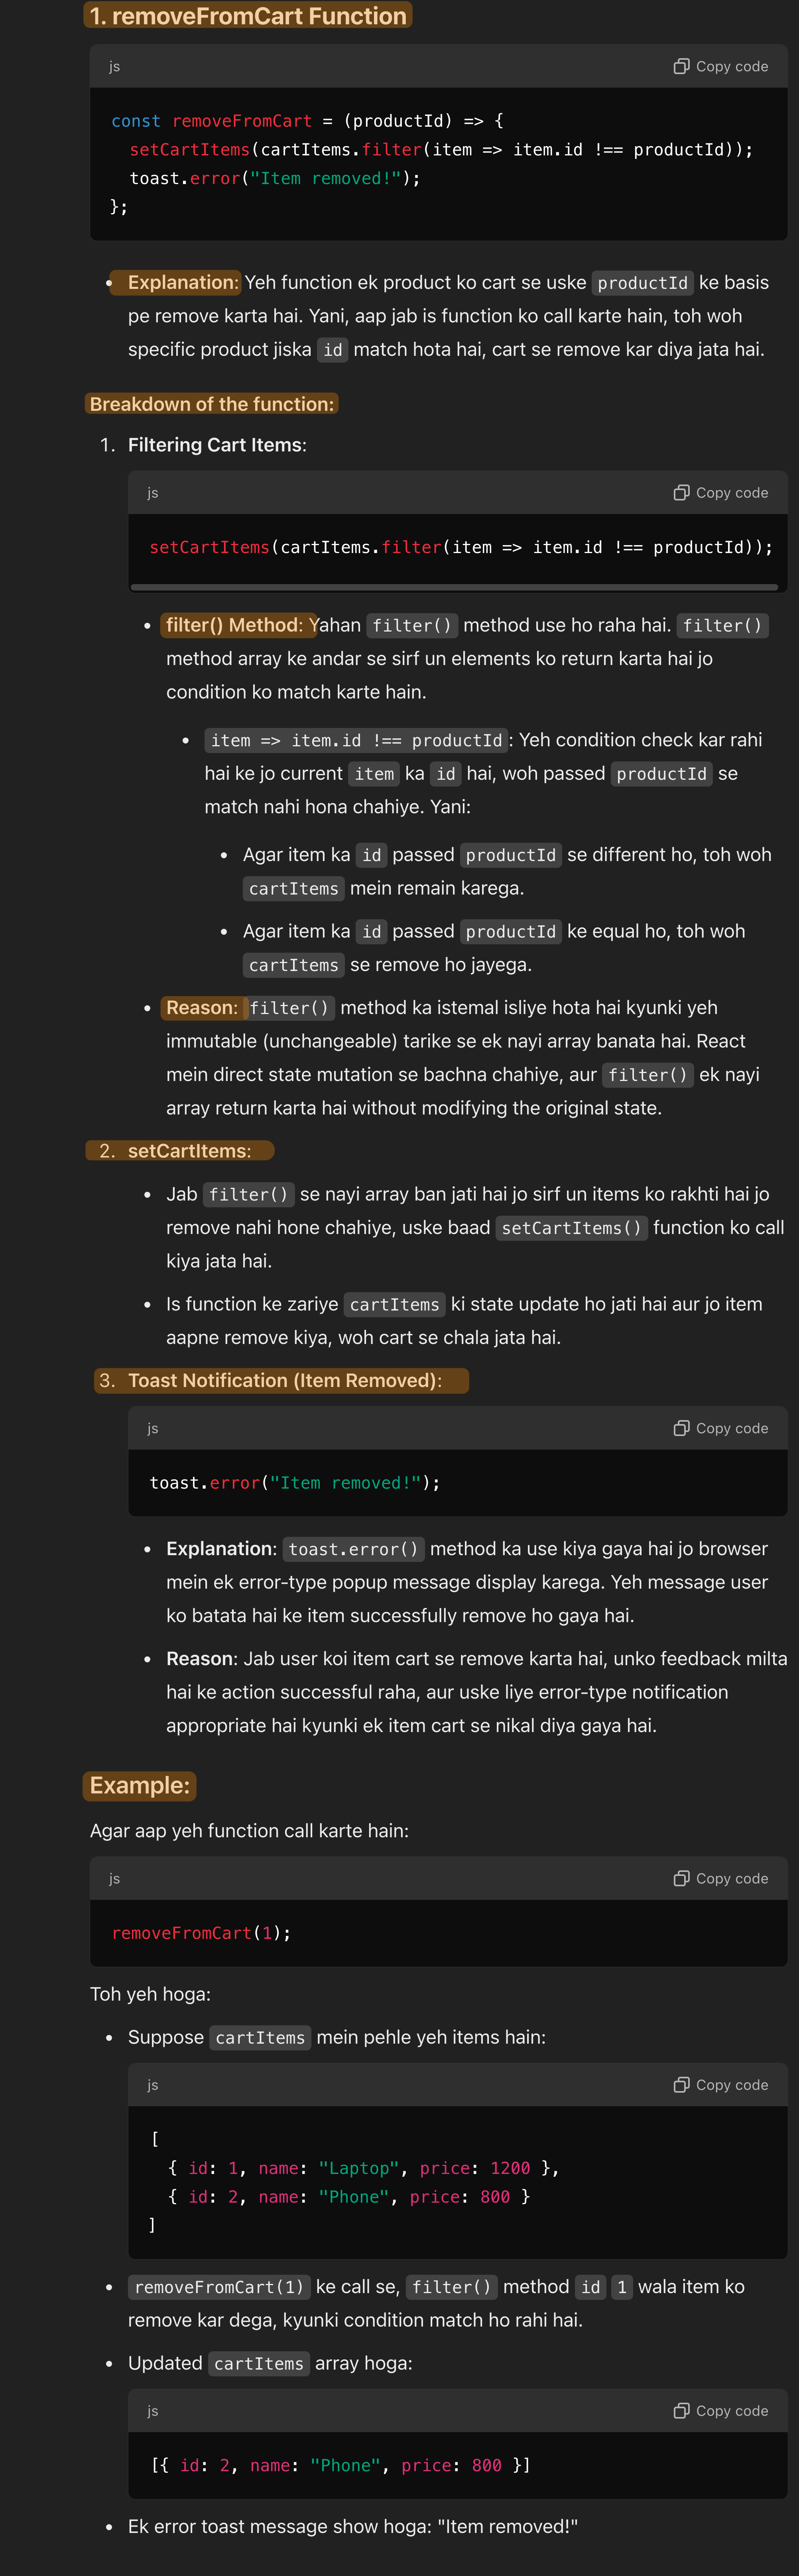 1. removeFromCart Function
js
Copy code
const removeFromCart = (productId) => {
  setCartItems(cartItems.filter(item => item.id !== productId));
  toast.error("Item removed!");
};
• Explanation: Yeh function ek product ko cart se uske productId ke basis
pe remove karta hai. Yani, aap jab is function ko call karte hain, toh woh
specific product jiska id match hota hai, cart se remove kar diya jata hai.
Breakdown of the function:
1. Filtering Cart Items:
js
Copy code
setCartItems(cartItems.filter(item => item.id !== productId));
• filter() Method: Yahan filter() method use ho raha hai. filter()
method array ke andar se sirf un elements ko return karta hai jo
condition ko match karte hain.
• item => item.id !== productId: Yeh condition check kar rahi
hai ke jo current item ka id hai, woh passed productId se
match nahi hona chahiye. Yani:
• Agar item ka id passed productId se different ho, toh woh
cartItems mein remain karega.
• Agar item ka id passed productId ke equal ho, toh woh
cartItems se remove ho jayega.
• Reason: filter() method ka istemal isliye hota hai kyunki yeh
immutable (unchangeable) tarike se ek nayi array banata hai. React
mein direct state mutation se bachna chahiye, aur filter() ek nayi
array return karta hai without modifying the original state.
2. setCartItems:
• Jab filter() se nayi array ban jati hai jo sirf un items ko rakhti hai jo
remove nahi hone chahiye, uske baad setCartItems() function ko call
kiya jata hai.
• Is function ke zariye cartItems ki state update ho jati hai aur jo item
aapne remove kiya, woh cart se chala jata hai.
3. Toast Notification (Item Removed):
js
Copy code
toast.error("Item removed!");
• Explanation: toast.error() method ka use kiya gaya hai jo browser
mein ek error-type popup message display karega. Yeh message user
ko batata hai ke item successfully remove ho gaya hai.
• Reason: Jab user koi item cart se remove karta hai, unko feedback milta
hai ke action successful raha, aur uske liye error-type notification
appropriate hai kyunki ek item cart se nikal diya gaya hai.
Example:
Agar aap yeh function call karte hain:
js
Copy code
removeFromCart(1);
Toh yeh hoga:
• Suppose cartItems mein pehle yeh items hain:
js
Copy code
[
  { id: 1, name: "Laptop", price: 1200 },
  { id: 2, name: "Phone", price: 800 }
]
• removeFromCart(1) ke call se, filter() method id 1 wala item ko
remove kar dega, kyunki condition match ho rahi hai.
• Updated cartItems array hoga:
js
Copy code
[{ id: 2, name: "Phone", price: 800 }]
• Ek error toast message show hoga: "Item removed!"